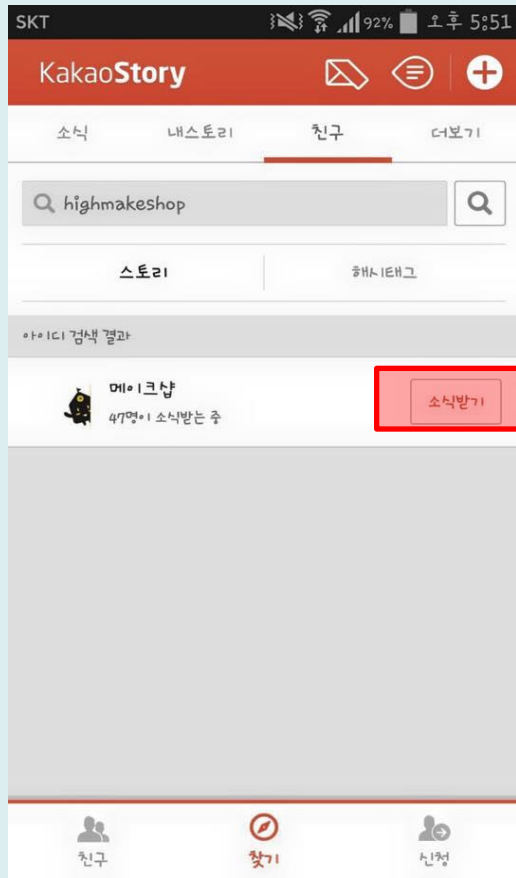 SKT 92% 오후 5:51
KakaoStory
소식 내스토리 친구 더보기
highmakeshop
스토리 해시태그
아이디 검색 결과
메이크샵
47명이 소식받는 중
소식받기
친구 찾기 신청